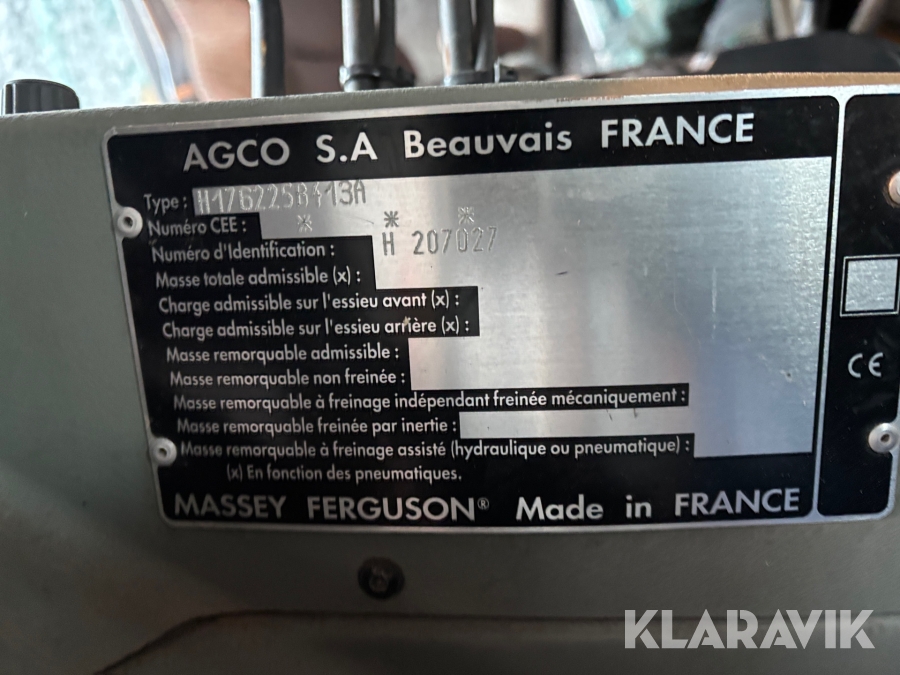 AGCO S.A Beauvais FRANCE
Type : H1762258413A
Numéro CEE : * * *
Numéro d'Identification : H 207027
Masse totale admissible (x) :
Charge admissible sur l'essieu avant (x) :
Charge admissible sur l'essieu arrière (x) :
Masse remorquable admissible :
Masse remorquable non freinée :
Masse remorquable à freinage indépendant freinée mécaniquement :
Masse remorquable freinée par inertie :
Masse remorquable à freinage assisté (hydraulique ou pneumatique) :
(x) En fonction des pneumatiques.
MASSEY FERGUSON® Made in FRANCE
CE
KLARAVIK